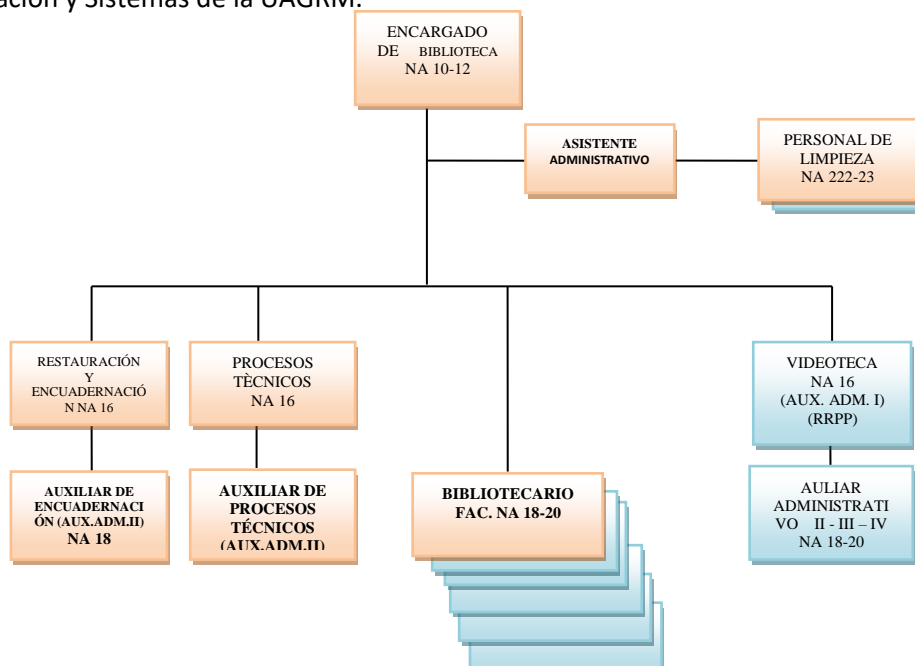 ación y Sistemas de la UAGRM.
ENCARGADO
DE BIBLIOTECA
NA 10-12
ASISTENTE
ADMINISTRATIVO
PERSONAL DE
LIMPIEZA
NA 222-23
RESTAURACIÓN
Y
ENCUADERNACIÓ
N NA 16
PROCESOS
TÈCNICOS
NA 16
VIDEOTECA
NA 16
(AUX. ADM. I)
(RRPP)
AUXILIAR DE
ENCUADERNACI
ÓN (AUX.ADM.II)
NA 18
AUXILIAR DE
PROCESOS
TÉCNICOS
(AUX.ADM.II)
BIBLIOTECARIO
FAC. NA 18-20
AULIAR
ADMINISTRATI
VO II - III – IV
NA 18-20